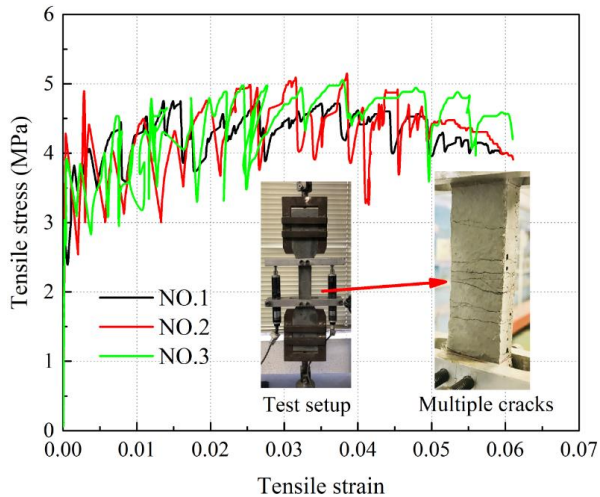 6
5
4
3
2
1
0
Tensile stress (MPa)
NO.1
NO.2
NO.3
Test setup
Multiple cracks
0.00 0.01 0.02 0.03 0.04 0.05 0.06 0.07
Tensile strain